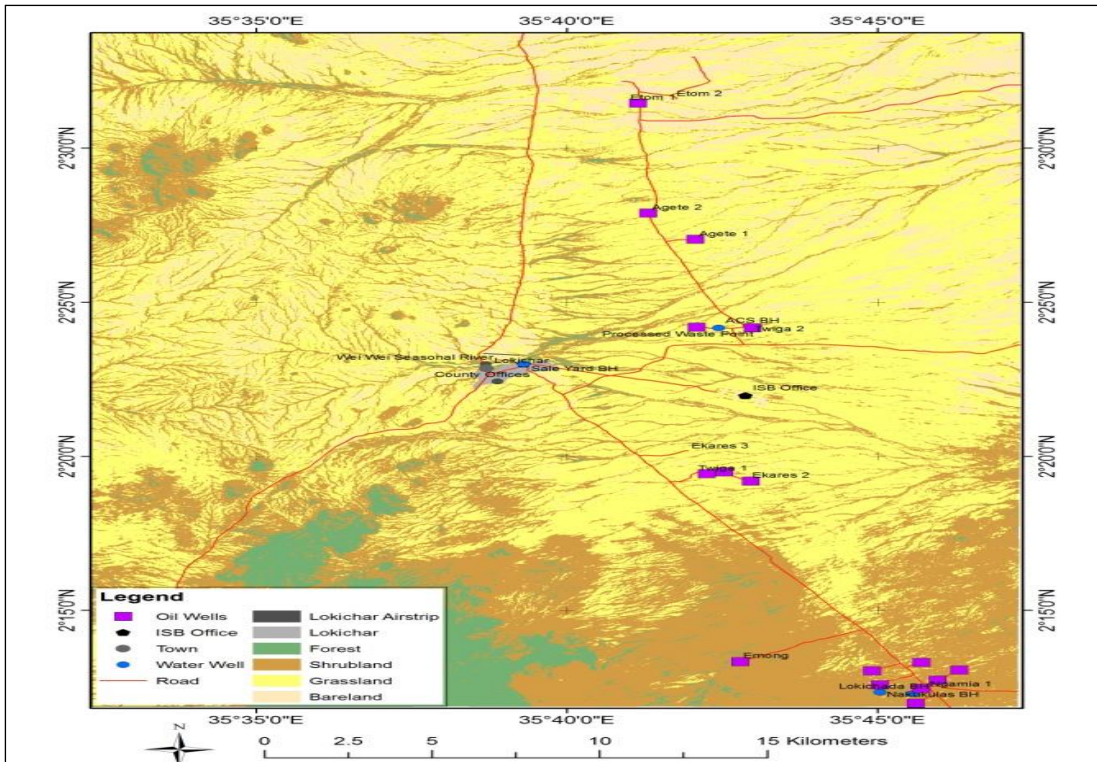 35°35'0"E 35°40'0"E 35°45'0"E
Etom 2
Etom 1
2°30'0"N 2°30'0"N
Agete 2
Agete 1
2°25'0"N 2°25'0"N
ACS BH
Processed Waste Point Twiga 2
Wei Wei Seasonal River Lokichar
County Offices Sale Yard BH
ISB Office
Ekares 3
2°20'0"N 2°20'0"N
Twiga 1
Ekares 2
2°15'0"N 2°15'0"N
Emong
Lokichada BH Ngamia 1
Nakukulas BH
Legend
Oil Wells
ISB Office
Town
Water Well
Road
Lokichar Airstrip
Lokichar
Forest
Shrubland
Grassland
Bareland
35°35'0"E 35°40'0"E 35°45'0"E
N
0 2.5 5 10 15 Kilometers